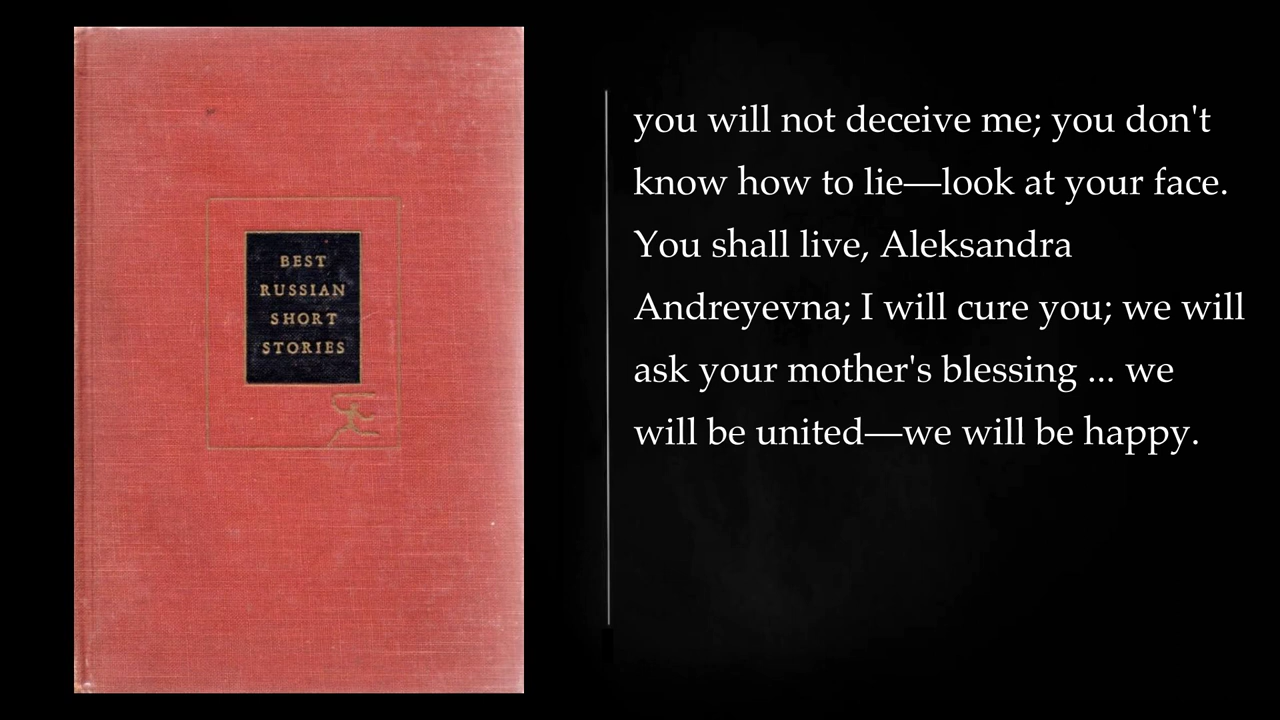 BEST
RUSSIAN
SHORT
STORIES
you will not deceive me; you don't
know how to lie—look at your face.
You shall live, Aleksandra
Andreyevna; I will cure you; we will
ask your mother's blessing ... we
will be united—we will be happy.